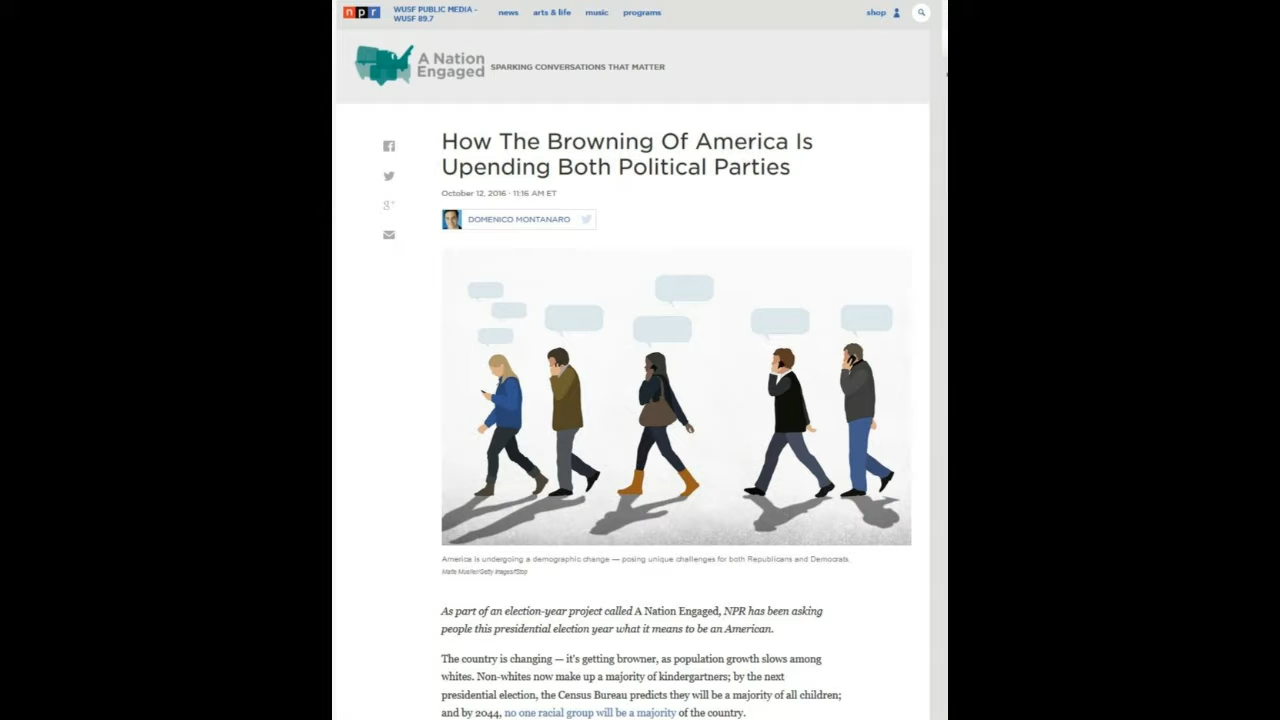 npr
WUSF PUBLIC MEDIA -
WUSF 89.7
news arts & life music programs
shop
A Nation
Engaged
SPARKING CONVERSATIONS THAT MATTER
How The Browning Of America Is
Upending Both Political Parties
October 12, 2016 · 11:16 AM ET
DOMENICO MONTANARO
America is undergoing a demographic change — posing unique challenges for both Republicans and Democrats.
Malte Mueller/Getty Images/fStop
As part of an election-year project called A Nation Engaged, NPR has been asking
people this presidential election year what it means to be an American.
The country is changing — it's getting browner, as population growth slows among
whites. Non-whites now make up a majority of kindergartners; by the next
presidential election, the Census Bureau predicts they will be a majority of all children;
and by 2044, no one racial group will be a majority of the country.